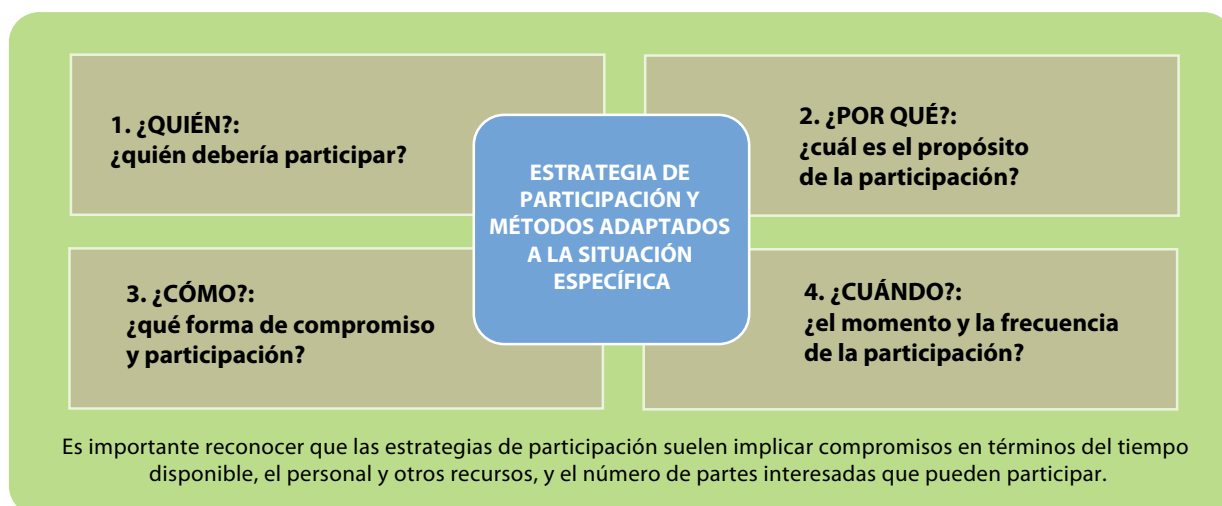 1. ¿QUIÉN?:
¿quién debería participar?
2. ¿POR QUÉ?:
¿cuál es el propósito
de la participación?
ESTRATEGIA DE
PARTICIPACIÓN Y
MÉTODOS ADAPTADOS
A LA SITUACIÓN
ESPECÍFICA
3. ¿CÓMO?:
¿qué forma de compromiso
y participación?
4. ¿CUÁNDO?:
¿el momento y la frecuencia
de la participación?
Es importante reconocer que las estrategias de participación suelen implicar compromisos en términos del tiempo
disponible, el personal y otros recursos, y el número de partes interesadas que pueden participar.